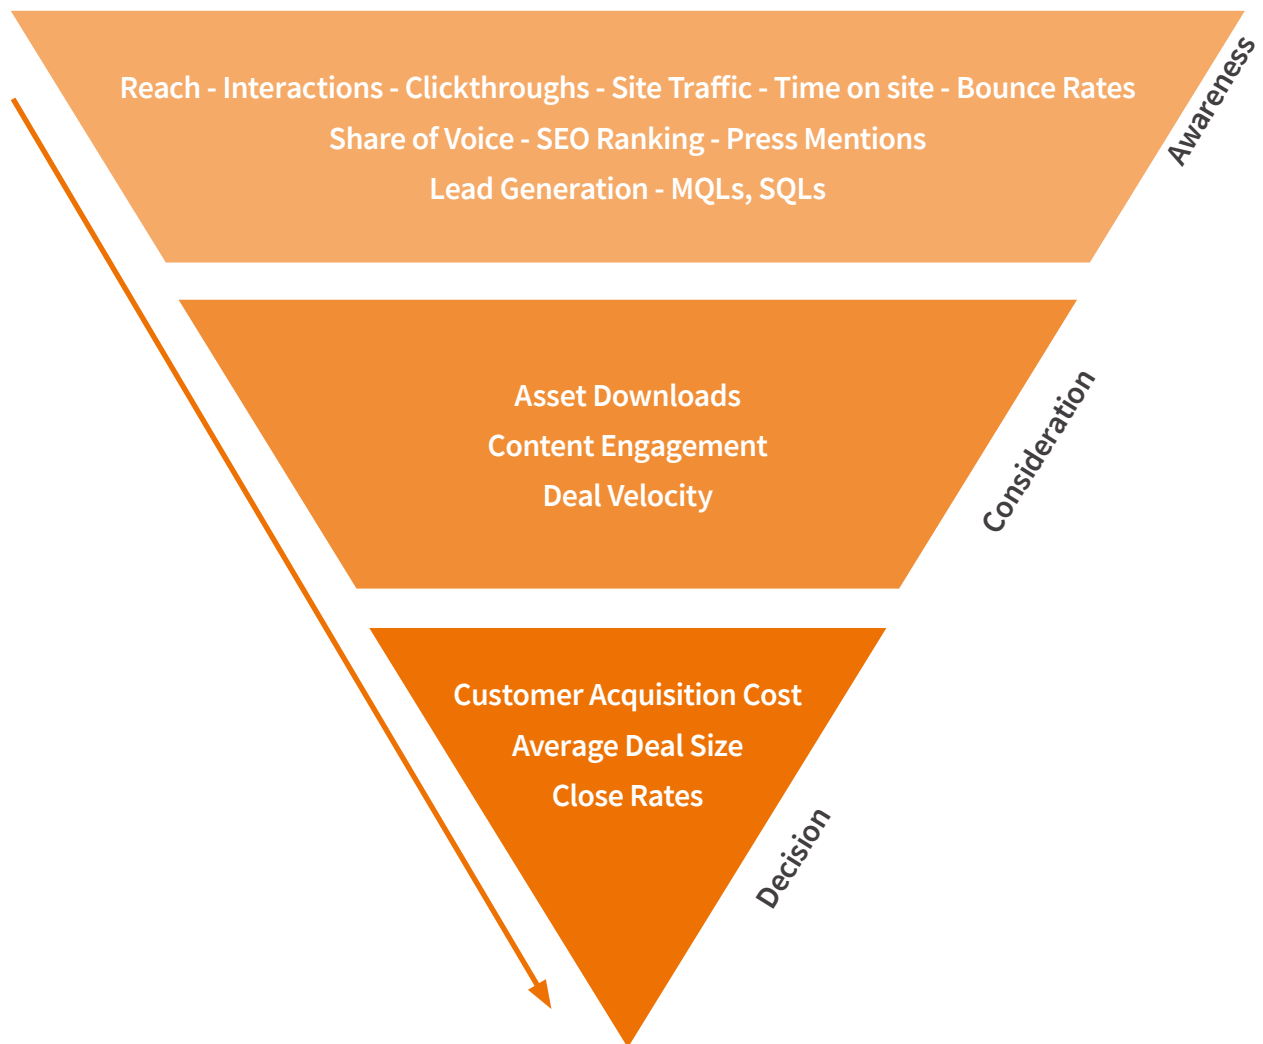 Reach - Interactions - Clickthroughs - Site Traffic - Time on site - Bounce Rates
Share of Voice - SEO Ranking - Press Mentions
Lead Generation - MQLs, SQLs
Awareness
Asset Downloads
Content Engagement
Deal Velocity
Consideration
Customer Acquisition Cost
Average Deal Size
Close Rates
Decision